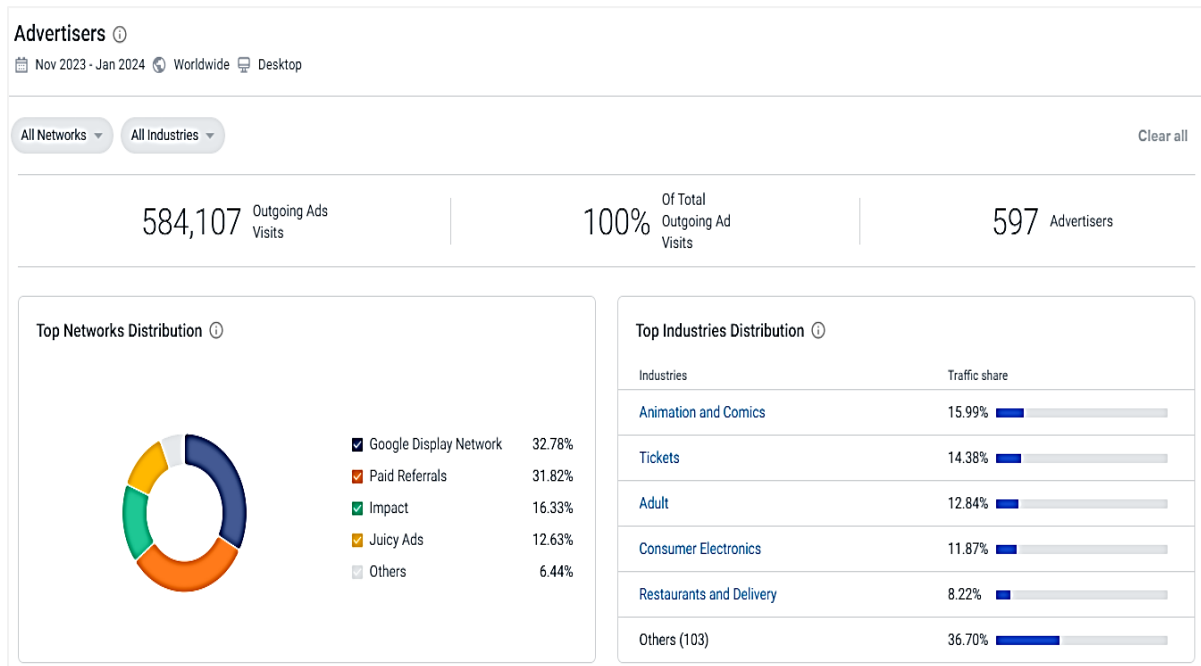 Advertisers
Nov 2023 - Jan 2024 Worldwide Desktop
All Networks All Industries Clear all
584,107 Outgoing Ads Visits
100% Of Total Outgoing Ad Visits
597 Advertisers
Top Networks Distribution
Google Display Network 32.78%
Paid Referrals 31.82%
Impact 16.33%
Juicy Ads 12.63%
Others 6.44%
Top Industries Distribution
Industries Traffic share
Animation and Comics 15.99%
Tickets 14.38%
Adult 12.84%
Consumer Electronics 11.87%
Restaurants and Delivery 8.22%
Others (103) 36.70%